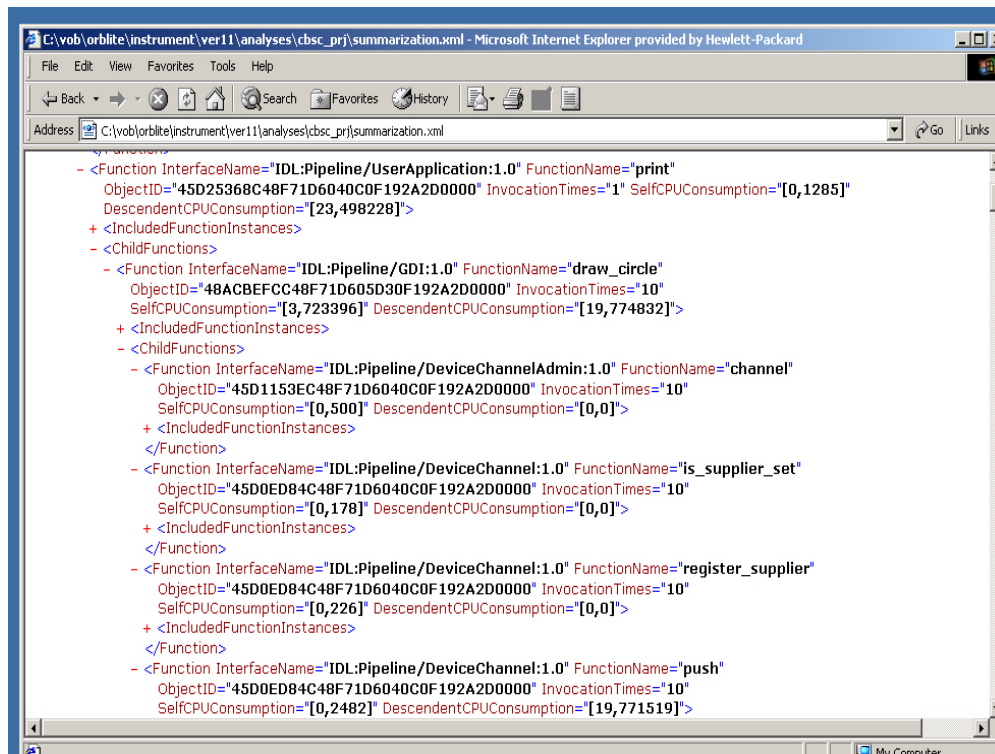 C:\vob\orblite\instrument\ver11\analyses\cbsc_prj\summarization.xml - Microsoft Internet Explorer provided by Hewlett-Packard
File Edit View Favorites Tools Help
Back Search Favorites History
Address C:\vob\orblite\instrument\ver11\analyses\cbsc_prj\summarization.xml Go Links
</Function>
- <Function InterfaceName="IDL:Pipeline/UserApplication:1.0" FunctionName="print"
ObjectID="45D25368C48F71D6040C0F192A2D0000" InvocationTimes="1" SelfCPUConsumption="[0,1285]"
DescendentCPUConsumption="[23,498228]">
+ <IncludedFunctionInstances>
- <ChildFunctions>
- <Function InterfaceName="IDL:Pipeline/GDI:1.0" FunctionName="draw_circle"
ObjectID="48ACBEFCC48F71D605D30F192A2D0000" InvocationTimes="10"
SelfCPUConsumption="[3,723396]" DescendentCPUConsumption="[19,774832]">
+ <IncludedFunctionInstances>
- <ChildFunctions>
- <Function InterfaceName="IDL:Pipeline/DeviceChannelAdmin:1.0" FunctionName="channel"
ObjectID="45D1153EC48F71D6040C0F192A2D0000" InvocationTimes="10"
SelfCPUConsumption="[0,500]" DescendentCPUConsumption="[0,0]">
+ <IncludedFunctionInstances>
</Function>
- <Function InterfaceName="IDL:Pipeline/DeviceChannel:1.0" FunctionName="is_supplier_set"
ObjectID="45D0ED84C48F71D6040C0F192A2D0000" InvocationTimes="10"
SelfCPUConsumption="[0,178]" DescendentCPUConsumption="[0,0]">
+ <IncludedFunctionInstances>
</Function>
- <Function InterfaceName="IDL:Pipeline/DeviceChannel:1.0" FunctionName="register_supplier"
ObjectID="45D0ED84C48F71D6040C0F192A2D0000" InvocationTimes="10"
SelfCPUConsumption="[0,226]" DescendentCPUConsumption="[0,0]">
+ <IncludedFunctionInstances>
</Function>
- <Function InterfaceName="IDL:Pipeline/DeviceChannel:1.0" FunctionName="push"
ObjectID="45D0ED84C48F71D6040C0F192A2D0000" InvocationTimes="10"
SelfCPUConsumption="[0,2482]" DescendentCPUConsumption="[19,771519]">
My Computer